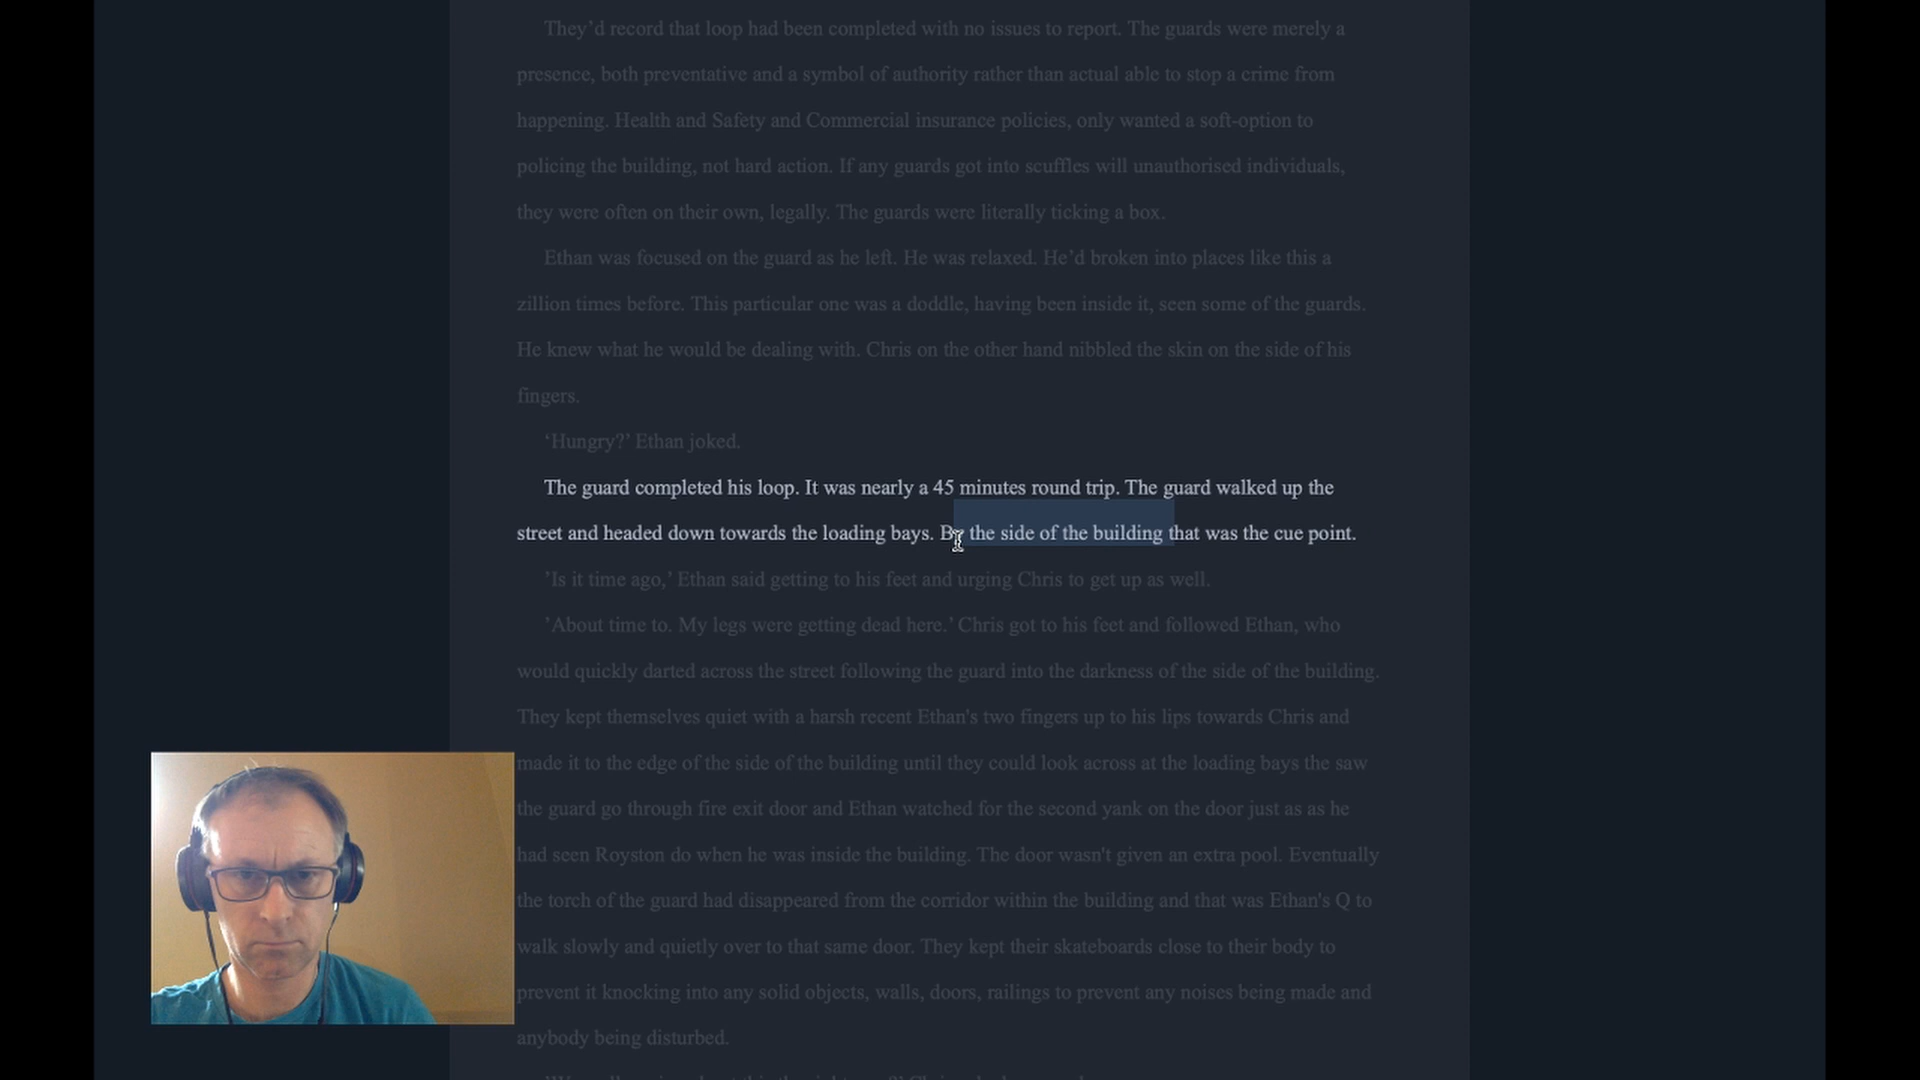 They’d record that loop had been completed with no issues to report. The guards were merely a
presence, both preventative and a symbol of authority rather than actual able to stop a crime from
happening. Health and Safety and Commercial insurance policies, only wanted a soft-option to
policing the building, not hard action. If any guards got into scuffles will unauthorised individuals,
they were often on their own, legally. The guards were literally ticking a box.
Ethan was focused on the guard as he left. He was relaxed. He’d broken into places like this a
zillion times before. This particular one was a doddle, having been inside it, seen some of the guards.
He knew what he would be dealing with. Chris on the other hand nibbled the skin on the side of his
fingers.
‘Hungry?’ Ethan joked.
The guard completed his loop. It was nearly a 45 minutes round trip. The guard walked up the
street and headed down towards the loading bays. By the side of the building that was the cue point.
’Is it time ago,’ Ethan said getting to his feet and urging Chris to get up as well.
’About time to. My legs were getting dead here.’ Chris got to his feet and followed Ethan, who
would quickly darted across the street following the guard into the darkness of the side of the building.
They kept themselves quiet with a harsh recent Ethan's two fingers up to his lips towards Chris and
made it to the edge of the side of the building until they could look across at the loading bays the saw
the guard go through fire exit door and Ethan watched for the second yank on the door just as as he
had seen Royston do when he was inside the building. The door wasn't given an extra pool. Eventually
the torch of the guard had disappeared from the corridor within the building and that was Ethan's Q to
walk slowly and quietly over to that same door. They kept their skateboards close to their body to
prevent it knocking into any solid objects, walls, doors, railings to prevent any noises being made and
anybody being disturbed.